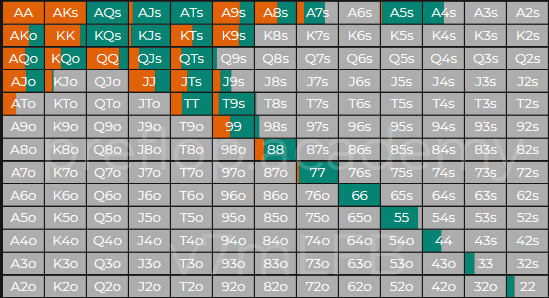 AA AKs AQs AJs ATs A9s A8s A7s A6s A5s A4s A3s A2s
AKo KK KQs KJs KTs K9s K8s K7s K6s K5s K4s K3s K2s
AQo KQo QQ QJs QTs Q9s Q8s Q7s Q6s Q5s Q4s Q3s Q2s
AJo KJo QJo JJ JTs J9s J8s J7s J6s J5s J4s J3s J2s
ATo KTo QTo JTo TT T9s T8s T7s T6s T5s T4s T3s T2s
A9o K9o Q9o J9o T9o 99 98s 97s 96s 95s 94s 93s 92s
A8o K8o Q8o J8o T8o 98o 88 87s 86s 85s 84s 83s 82s
preflop.academy
A7o K7o Q7o J7o T7o 97o 87o 77 76s 75s 74s 73s 72s
A6o K6o Q6o J6o T6o 96o 86o 76o 66 65s 64s 63s 62s
A5o K5o Q5o J5o T5o 95o 85o 75o 65o 55 54s 53s 52s
A4o K4o Q4o J4o T4o 94o 84o 74o 64o 54o 44 43s 42s
A3o K3o Q3o J3o T3o 93o 83o 73o 63o 53o 43o 33 32s
A2o K2o Q2o J2o T2o 92o 82o 72o 62o 52o 42o 32o 22